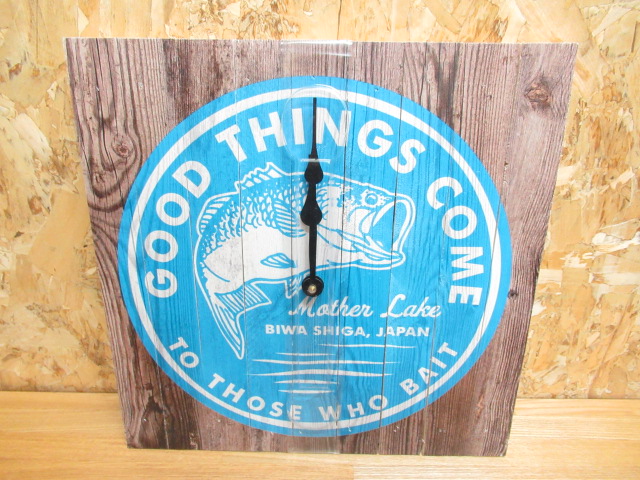 GOOD THINGS COME
Mother Lake
BIWA SHIGA, JAPAN
TO THOSE WHO BAIT